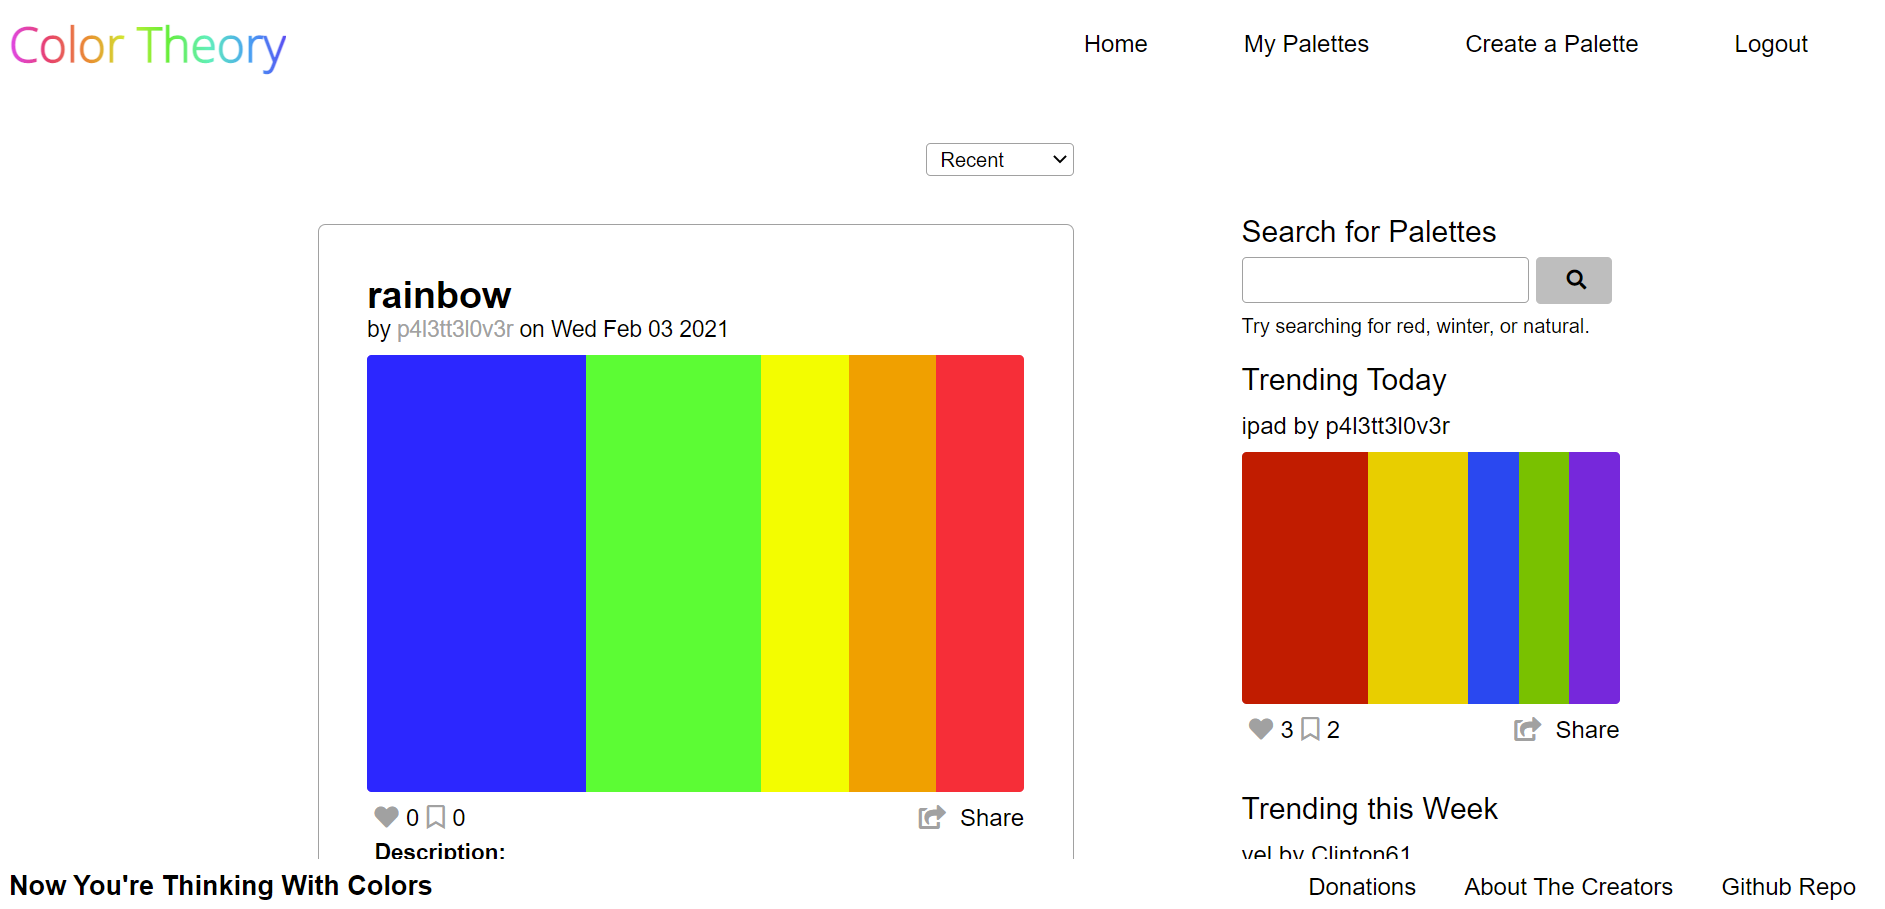 Color Theory
Home
My Palettes
Create a Palette
Logout
Recent
rainbow
by p4l3tt3l0v3r on Wed Feb 03 2021
0 0
Share
Description:
Search for Palettes
Try searching for red, winter, or natural.
Trending Today
ipad by p4l3tt3l0v3r
3 2
Share
Trending this Week
vel by Clinton61
Now You're Thinking With Colors
Donations
About The Creators
Github Repo